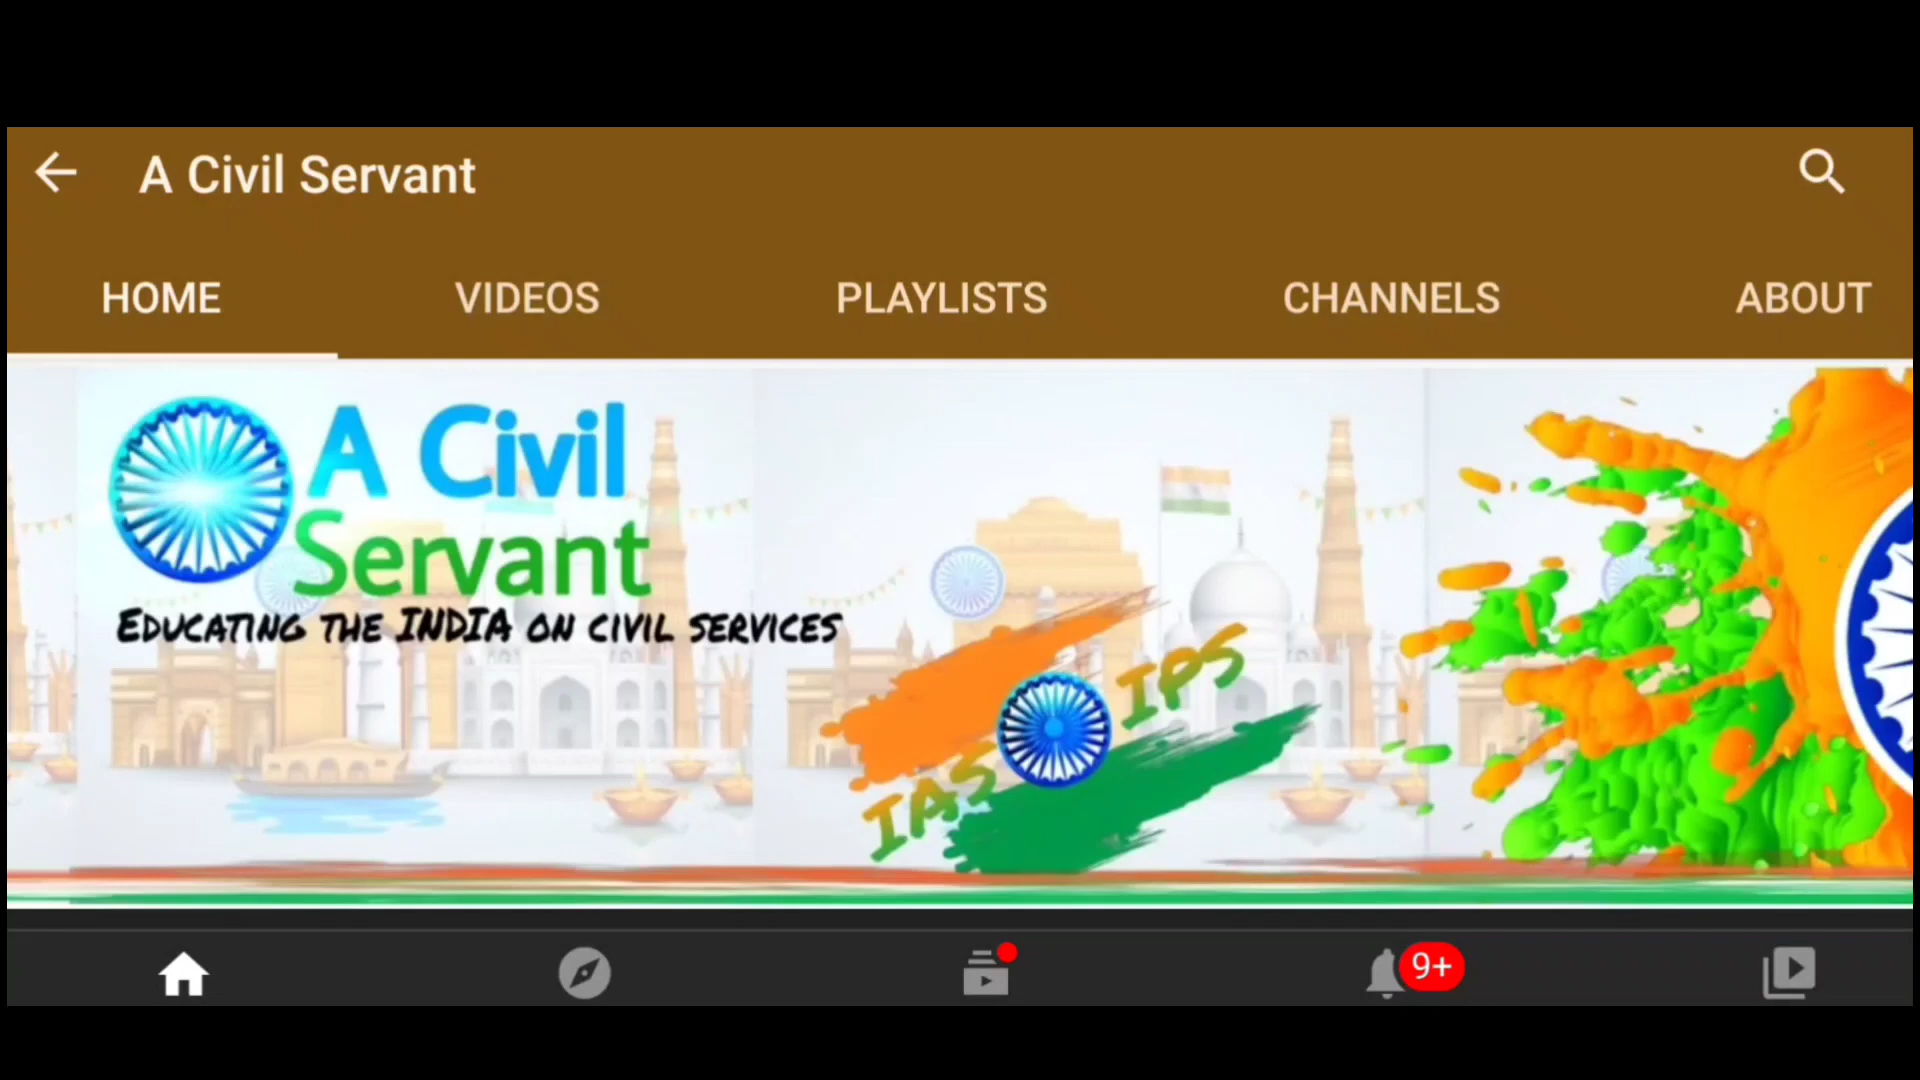 A Civil Servant
HOME VIDEOS PLAYLISTS CHANNELS ABOUT
A Civil
Servant
EDUCATING THE INDIA ON CIVIL SERVICES
IPS
IAS
9+